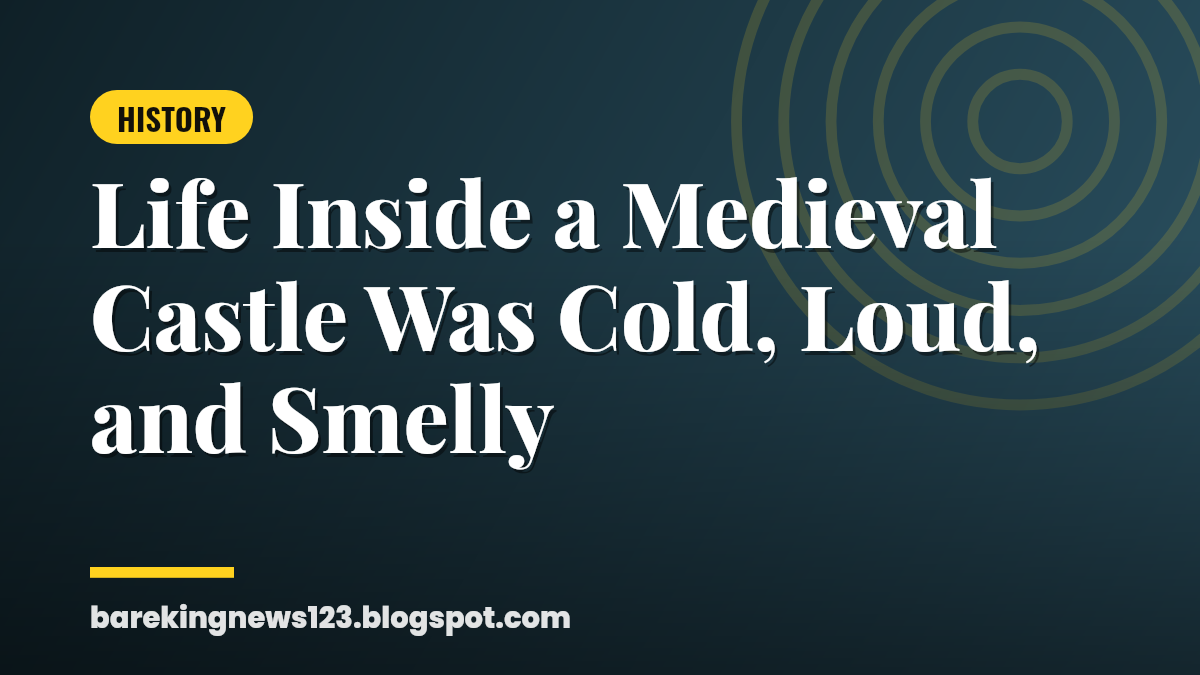 HISTORY
Life Inside a Medieval
Castle Was Cold, Loud,
and Smelly
barekingnews123.blogspot.com